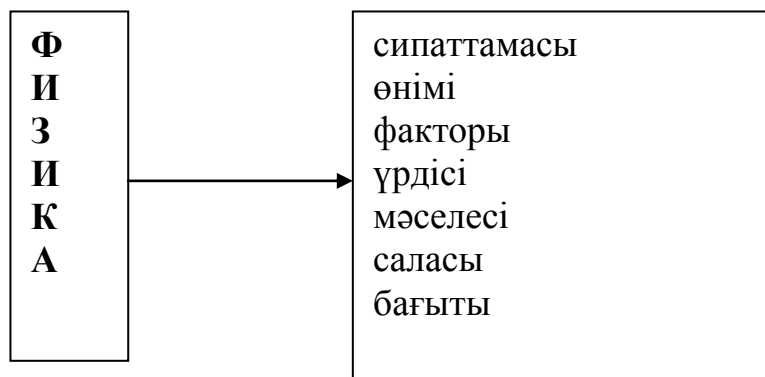 Ф
И
З
И
К
А
сипаттамасы
өнімі
факторы
үрдісі
мәселесі
саласы
бағыты